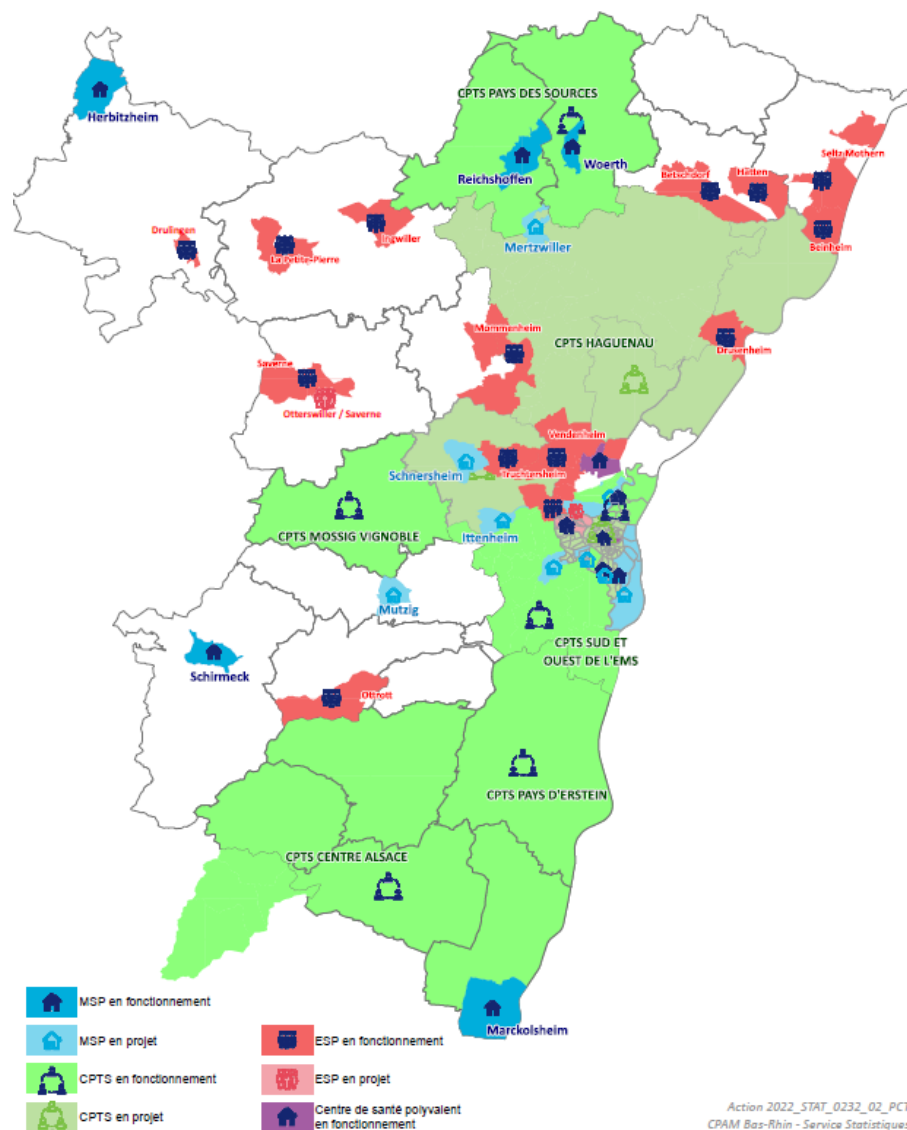 CPTS PAYS DES SOURCES
Herbitzheim
Seltz-Mothern
Reichshoffen
Woerth
Betschdorf
Hatten
Drulingen
Ingwiller
La Petite-Pierre
Mertzwiller
Beinheim
Mommenheim
CPTS HAGUENAU
Drusenheim
Saverne
Otterswiller / Saverne
Vendenheim
Schnersheim
Truchtersheim
CPTS MOSSIG VIGNOBLE
Ittenheim
Mutzig
CPTS SUD ET
OUEST DE L'EMS
Schirmeck
Ottrott
CPTS PAYS D'ERSTEIN
CPTS CENTRE ALSACE
Marckolsheim
MSP en fonctionnement
MSP en projet
CPTS en fonctionnement
CPTS en projet
ESP en fonctionnement
ESP en projet
Centre de santé polyvalent
en fonctionnement
Action 2022_STAT_0232_02_PCT
CPAM Bas-Rhin - Service Statistiques